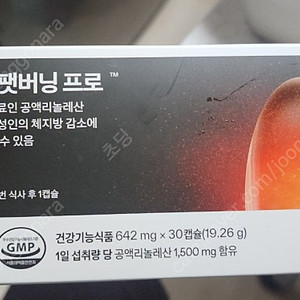 팻버닝 프로 ™
료인 공액리놀레산
성인의 체지방 감소에
수 있음
번 식사 후 1캡슐
GMP
건강기능식품 642 mg × 30캡슐(19.26 g)
1일 섭취량 당 공액리놀레산 1,500 mg 함유